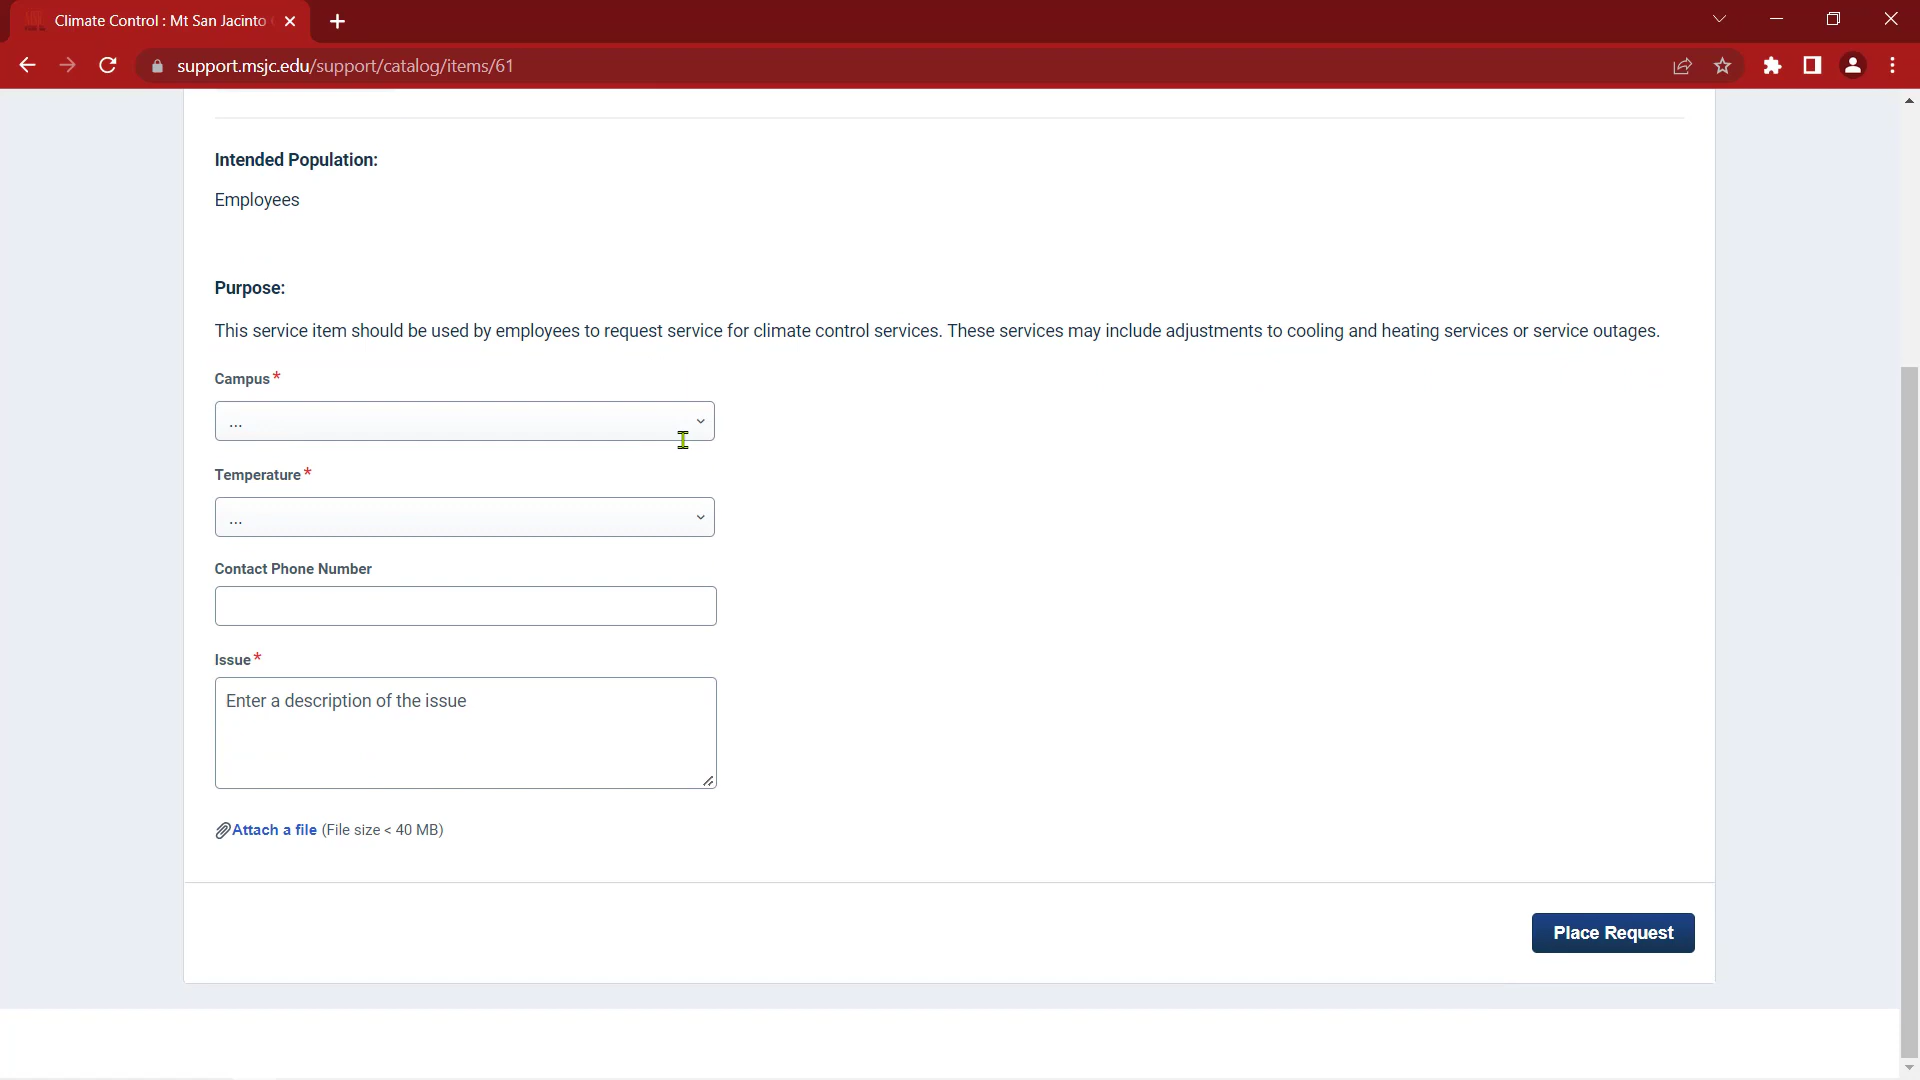 Climate Control : Mt San Jacinto
support.msjc.edu/support/catalog/items/61
Intended Population:
Employees
Purpose:
This service item should be used by employees to request service for climate control services. These services may include adjustments to cooling and heating services or service outages.
Campus*
...
Temperature*
...
Contact Phone Number
Issue*
Enter a description of the issue
Attach a file (File size < 40 MB)
Place Request